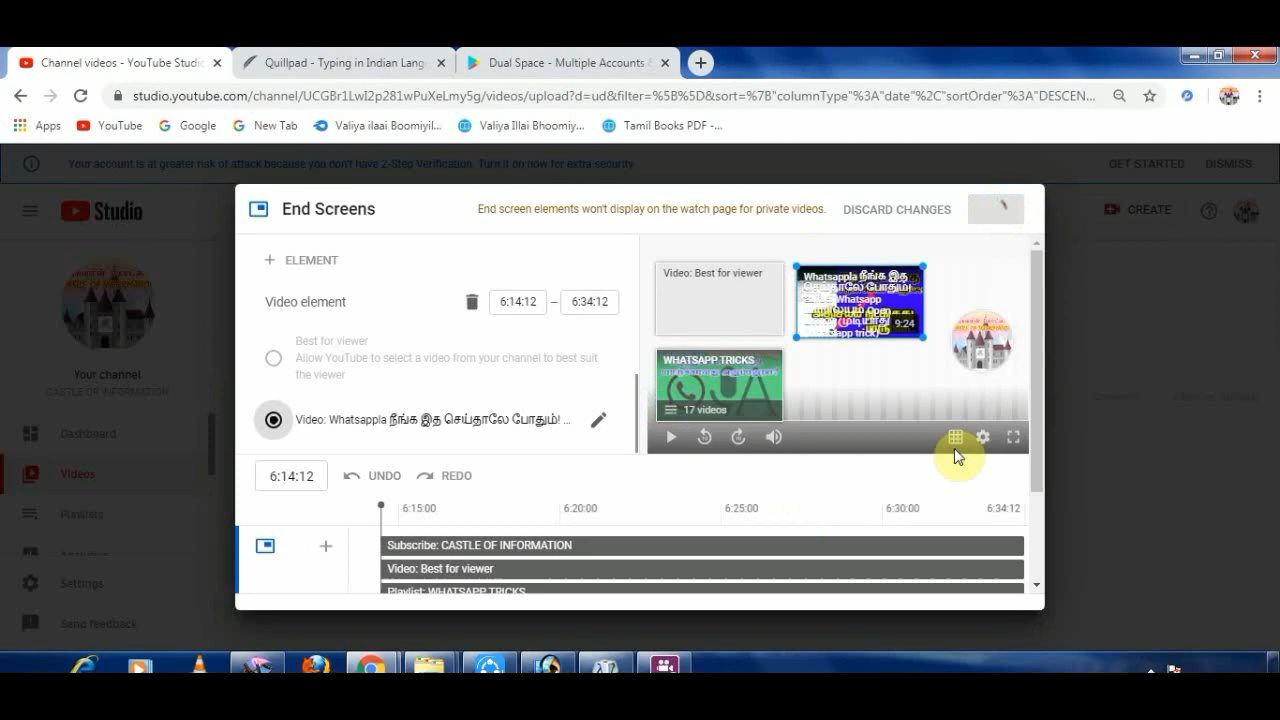 Channel videos - YouTube Studio
Quillpad - Typing in Indian Lang
Dual Space - Multiple Accounts &
studio.youtube.com/channel/UCGBr1LwI2p281wPuXeLmy5g/videos/upload?d=ud&filter=%5B%5D&sort=%7B"columnType"%3A"date"%2C"sortOrder"%3A"DESCEN...
Apps YouTube Google New Tab Valiya ilaai Boomiyil... Valiya Illai Bhoomiy... Tamil Books PDF -...
Your account is at greater risk of attack because you don't have 2-Step Verification. Turn it on now for extra security
GET STARTED DISMISS
Studio
CREATE
End Screens
End screen elements won't display on the watch page for private videos.
DISCARD CHANGES
ELEMENT
Video element
6:14:12 – 6:34:12
Best for viewer
Allow YouTube to select a video from your channel to best suit
the viewer
Video: Whatsappla நீங்க இத செய்தாலே போதும்! ...
Video: Best for viewer
Whatsappla நீங்க இத
Whatsapp
9:24
WHATSAPP TRICKS
17 videos
6:14:12
UNDO
REDO
6:15:00 6:20:00 6:25:00 6:30:00 6:34:12
Subscribe: CASTLE OF INFORMATION
Video: Best for viewer
Playlist: WHATSAPP TRICKS
Your channel
CASTLE OF INFORMATION
Dashboard
Videos
Playlists
Analytics
Settings
Send feedback